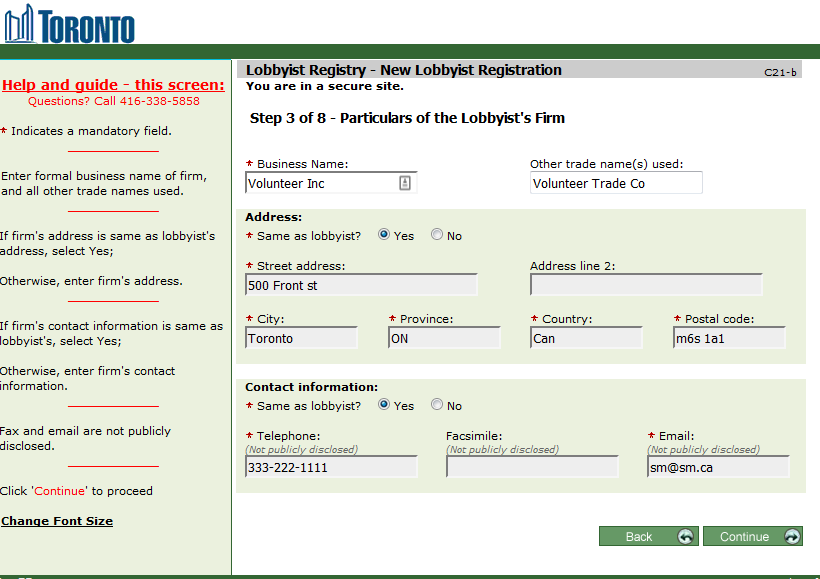 TORONTO
Help and guide - this screen:
Questions? Call 416-338-5858
* Indicates a mandatory field.
Enter formal business name of firm,
and all other trade names used.
If firm's address is same as lobbyist's
address, select Yes;
Otherwise, enter firm's address.
If firm's contact information is same as
lobbyist's, select Yes;
Otherwise, enter firm's contact
information.
Fax and email are not publicly
disclosed.
Click 'Continue' to proceed
Change Font Size
Lobbyist Registry - New Lobbyist Registration C21-b
You are in a secure site.
Step 3 of 8 - Particulars of the Lobbyist's Firm
* Business Name: Other trade name(s) used:
Volunteer Inc Volunteer Trade Co
Address:
* Same as lobbyist? Yes No
* Street address: Address line 2:
500 Front st
* City: * Province: * Country: * Postal code:
Toronto ON Can m6s 1a1
Contact information:
* Same as lobbyist? Yes No
* Telephone: Facsimile: * Email:
(Not publicly disclosed) (Not publicly disclosed) (Not publicly disclosed)
333-222-1111 sm@sm.ca
Back Continue